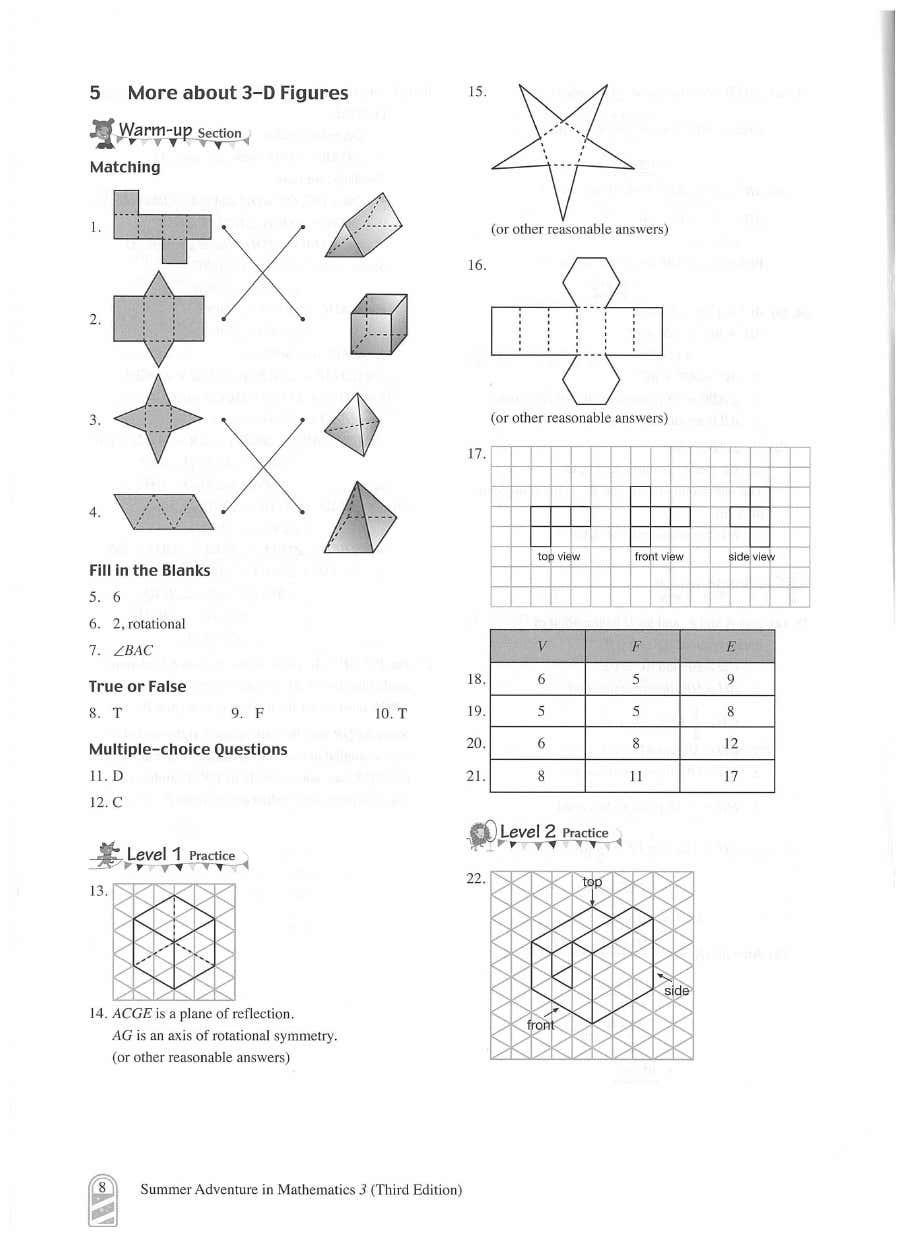 5 More about 3–D Figures
Warm-up Section
Matching
1.
2.
3.
4.
Fill in the Blanks
5. 6
6. 2, rotational
7. ∠BAC
True or False
8. T 9. F 10. T
Multiple–choice Questions
11. D
12. C
Level 1 Practice
13.
14. ACGE is a plane of reflection.
AG is an axis of rotational symmetry.
(or other reasonable answers)
15.
(or other reasonable answers)
16.
(or other reasonable answers)
17.
top view front view side view
V F E
18. 6 5 9
19. 5 5 8
20. 6 8 12
21. 8 11 17
Level 2 Practice
22.
top
side
front
8 Summer Adventure in Mathematics 3 (Third Edition)